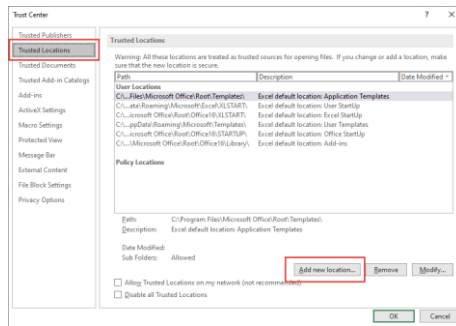 Trust Center
? ×
Trusted Publishers
Trusted Locations
Trusted Documents
Trusted Add-in Catalogs
Add-ins
ActiveX Settings
Macro Settings
Protected View
Message Bar
External Content
File Block Settings
Privacy Options
Trusted Locations
Warning: All these locations are treated as trusted sources for opening files. If you change or add a location, make
sure that the new location is secure.
Path Description Date Modified
User Locations
C:\...Files\Microsoft Office\Root\Templates\ Excel default location: Application Templates
C:\...ata\Roaming\Microsoft\Excel\XLSTART\ Excel default location: User StartUp
C:\...icrosoft Office\Root\Office16\XLSTART\ Excel default location: Excel StartUp
C:\...ppData\Roaming\Microsoft\Templates\ Excel default location: User Templates
C:\...icrosoft Office\Root\Office16\STARTUP\ Excel default location: Office StartUp
C:\...\Microsoft Office\Root\Office16\Library\ Excel default location: Add-ins
Policy Locations
Path: C:\Program Files\Microsoft Office\Root\Templates\
Description: Excel default location: Application Templates
Date Modified:
Sub Folders: Allowed
Add new location... Remove Modify...
Allow Trusted Locations on my network (not recommended)
Disable all Trusted Locations
OK Cancel